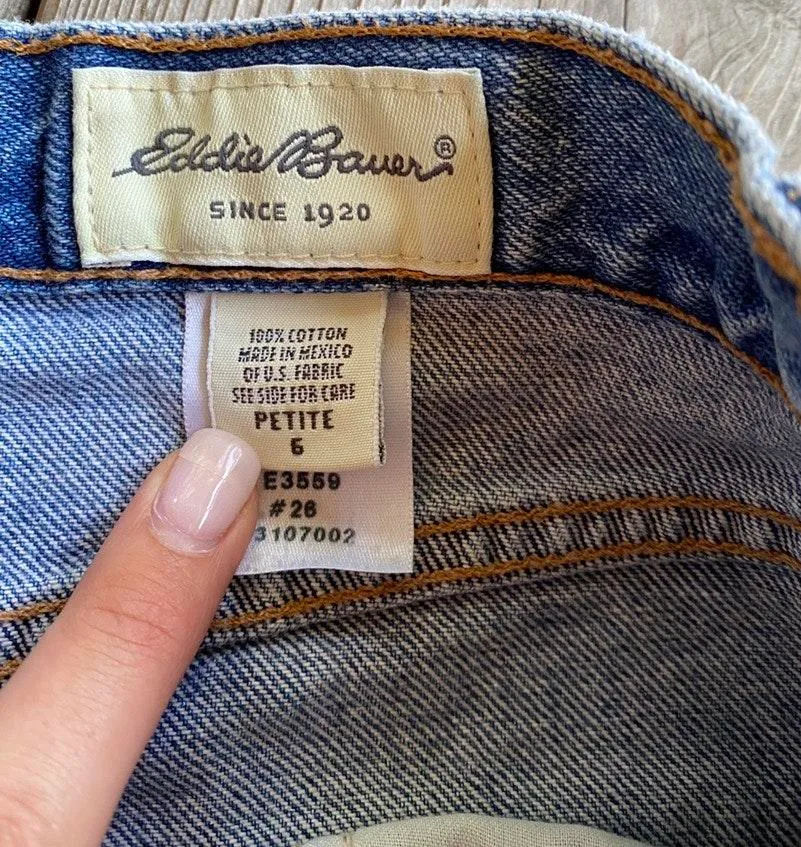 Eddie Bauer®
SINCE 1920
100% COTTON
MADE IN MEXICO
OF U.S. FABRIC
SEE SIDE FOR CARE
PETITE
6
E3559
#26
3107002